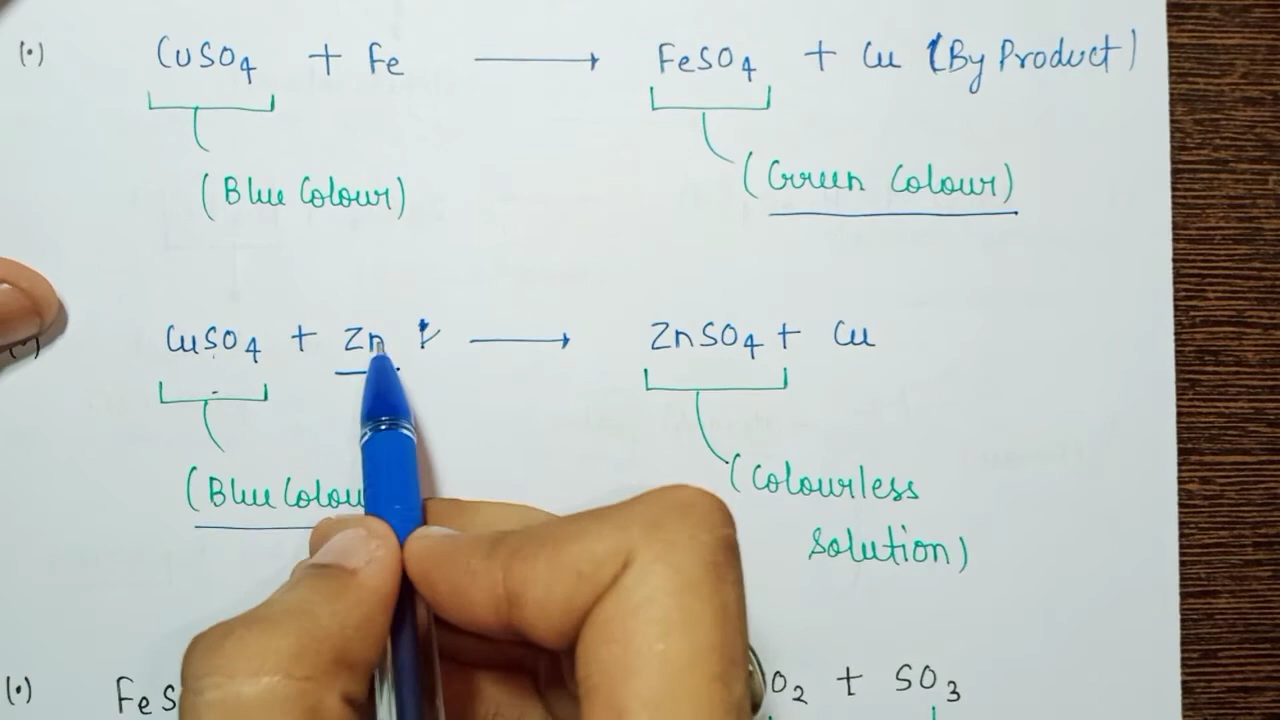 (•) CuSO4 + Fe ⟶ FeSO4 + Cu (By Product)
(Blue Colour) (Green Colour)
CuSO4 + Zn ⟶ ZnSO4 + Cu
(Blue (Colourless
Solution)
(•) FeS O2 + SO3